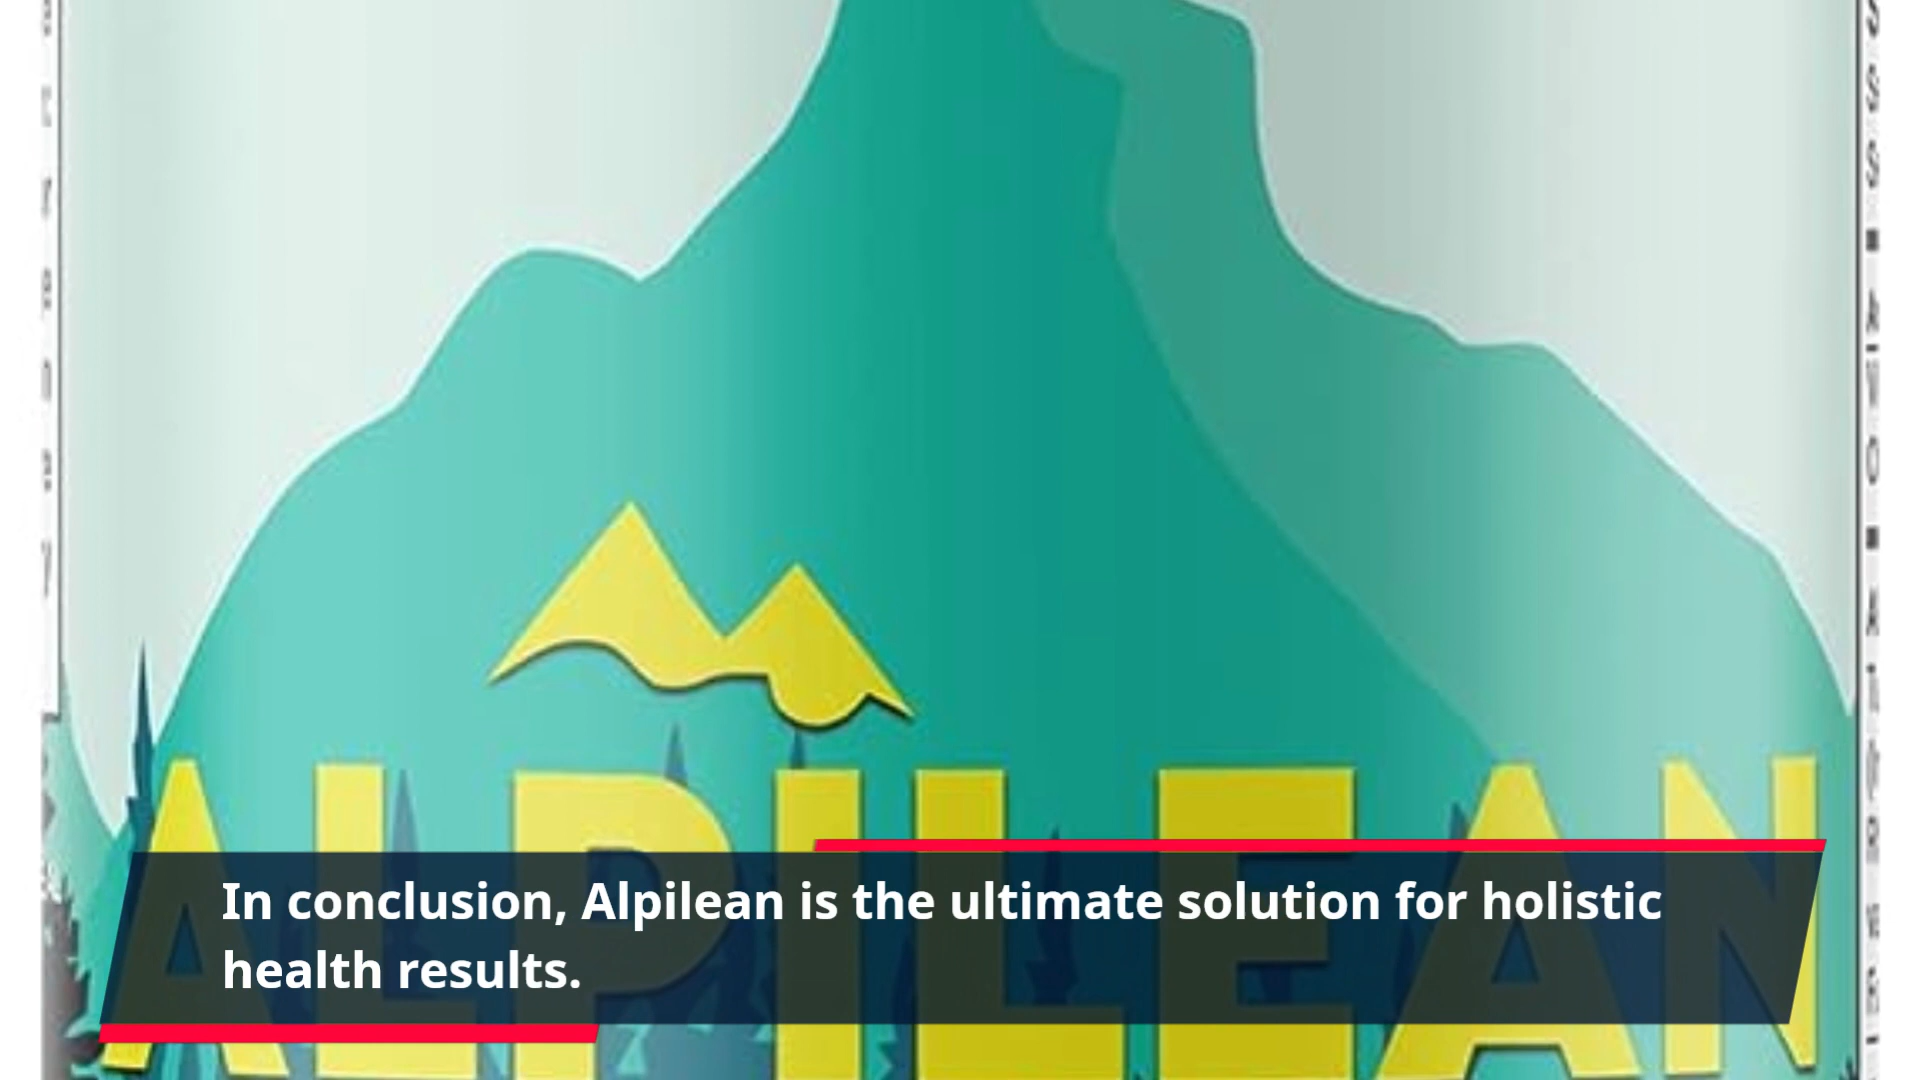 ALPILEAN
In conclusion, Alpilean is the ultimate solution for holistic
health results.